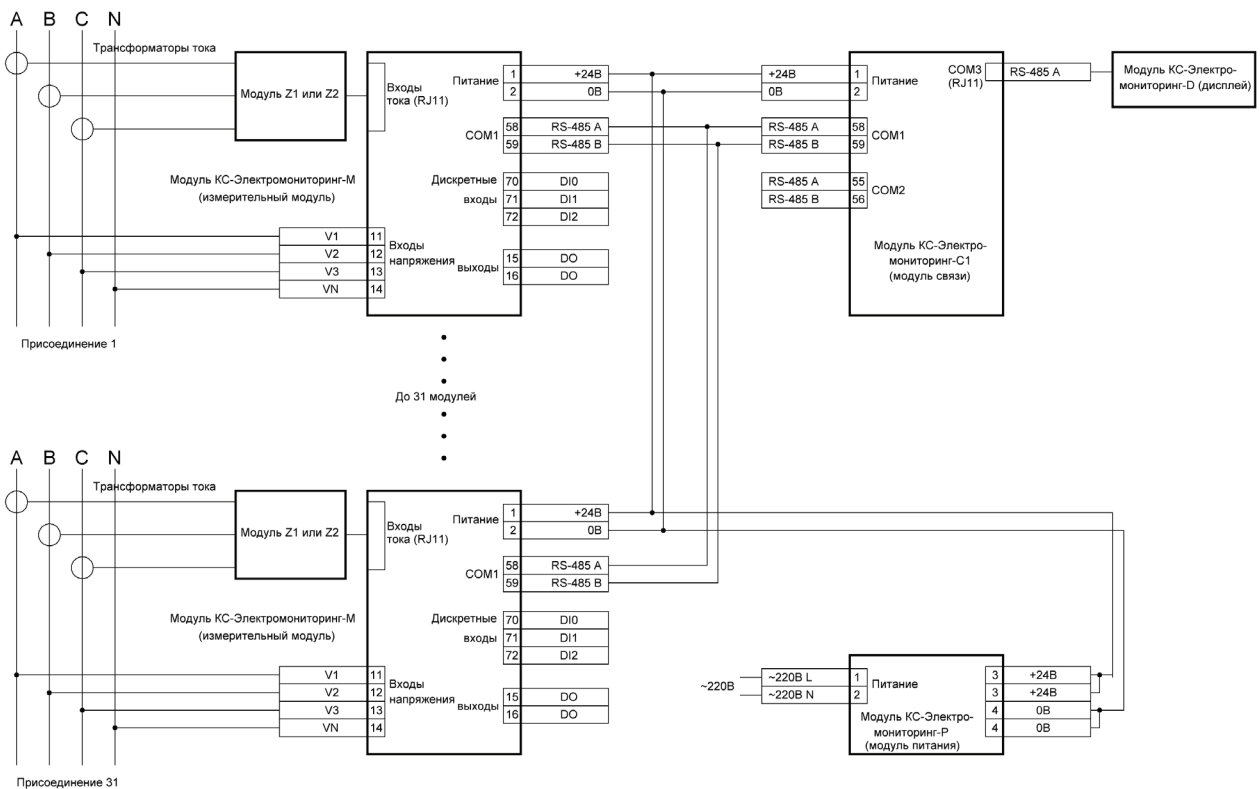 A B C N
Трансформаторы тока
Модуль Z1 или Z2
Входы
тока (RJ11)
Питание
1 +24В
2 0В
COM1
58 RS-485 A
59 RS-485 B
Модуль КС-Электромониторинг-М
(измерительный модуль)
Дискретные
входы
70 DI0
71 DI1
72 DI2
V1 11
V2 12
V3 13
VN 14
Входы
напряжения
выходы
15 DO
16 DO
Присоединение 1
+24В 1
0В 2
Питание
RS-485 A 58
RS-485 B 59
COM1
RS-485 A 55
RS-485 B 56
COM2
COM3
(RJ11)
RS-485 A
Модуль КС-Электро-
мониторинг-С1
(модуль связи)
Модуль КС-Электро-
мониторинг-D (дисплей)
До 31 модулей
A B C N
Трансформаторы тока
Модуль Z1 или Z2
Входы
тока (RJ11)
Питание
1 +24В
2 0В
COM1
58 RS-485 A
59 RS-485 B
Модуль КС-Электромониторинг-М
(измерительный модуль)
Дискретные
входы
70 DI0
71 DI1
72 DI2
V1 11
V2 12
V3 13
VN 14
Входы
напряжения
выходы
15 DO
16 DO
Присоединение 31
~220В
~220В L 1
~220В N 2
Питание
Модуль КС-Электро-
мониторинг-Р
(модуль питания)
3 +24В
3 +24В
4 0В
4 0В